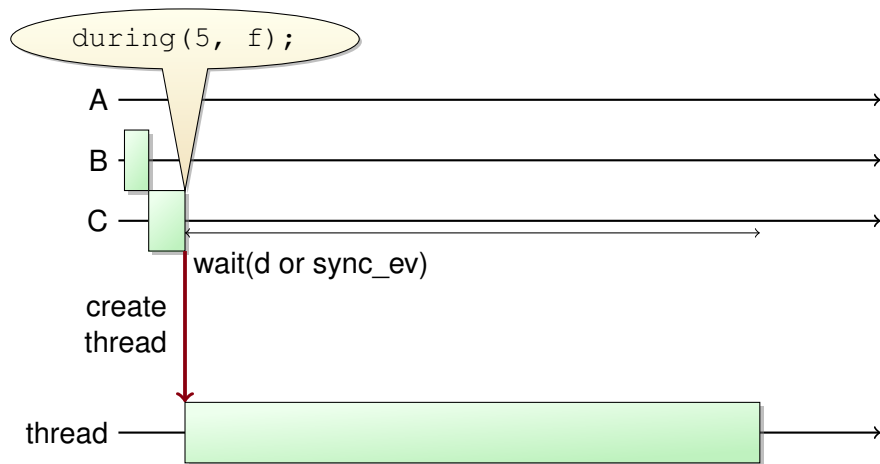 during(5, f);
A
B
C
wait(d or sync_ev)
create
thread
thread